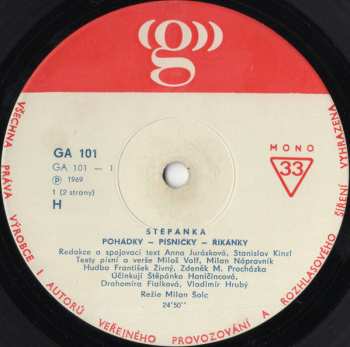 ((g))
VŠECHNA PRÁVA VÝROBCE I AUTORŮ VEŘEJNÉHO PROVOZOVÁNÍ A ROZHLASOVÉHO ŠÍŘENÍ VYHRAZENA
GA 101
GA 101 — 1
Ⓟ 1969
1 (2 strany)
H
MONO
33
ŠTĚPÁNKA
POHÁDKY – PÍSNIČKY – ŘÍKANKY
Redakce a spojovací text Anna Jurásková, Stanislav Kinzl
Texty písní a verše Miloš Volf, Milan Nápravník
Hudba František Živný, Zdeněk M. Procházka
Účinkují Štěpánka Haničincová,
Drahomíra Fialková, Vladimír Hrubý
Režie Milan Šolc
24'50''